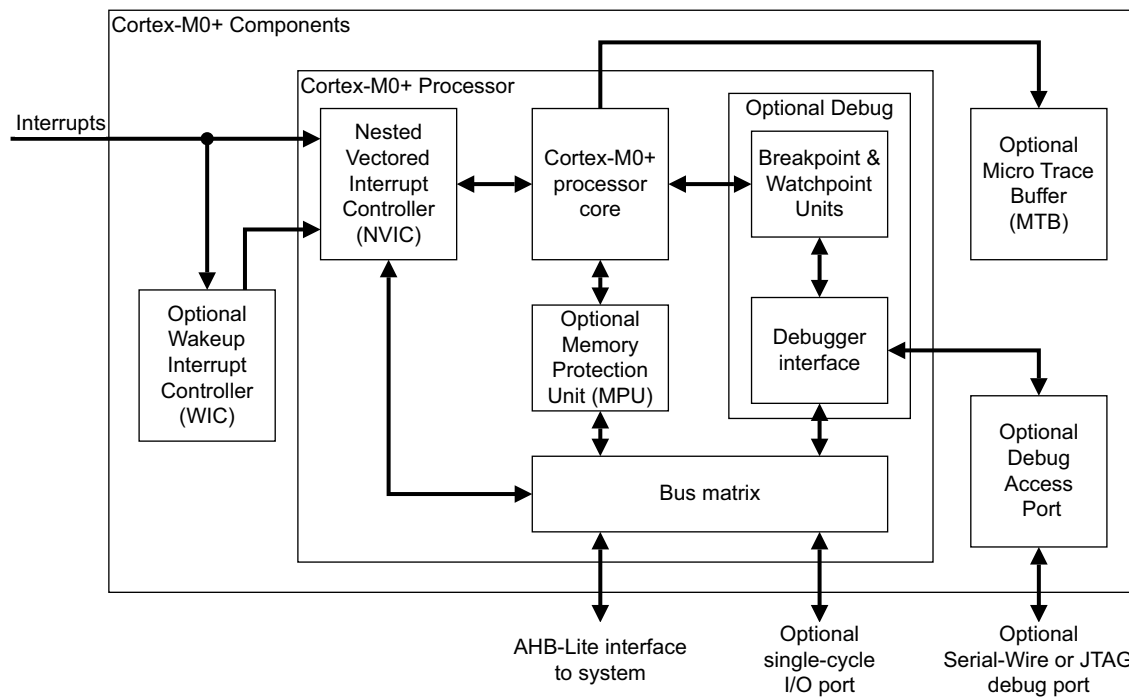 Cortex-M0+ Components
Cortex-M0+ Processor
Interrupts
Nested
Vectored
Interrupt
Controller
(NVIC)
Cortex-M0+
processor
core
Optional Debug
Breakpoint &
Watchpoint
Units
Optional
Micro Trace
Buffer
(MTB)
Optional
Wakeup
Interrupt
Controller
(WIC)
Optional
Memory
Protection
Unit (MPU)
Debugger
interface
Optional
Debug
Access
Port
Bus matrix
AHB-Lite interface
to system
Optional
single-cycle
I/O port
Optional
Serial-Wire or JTAG
debug port